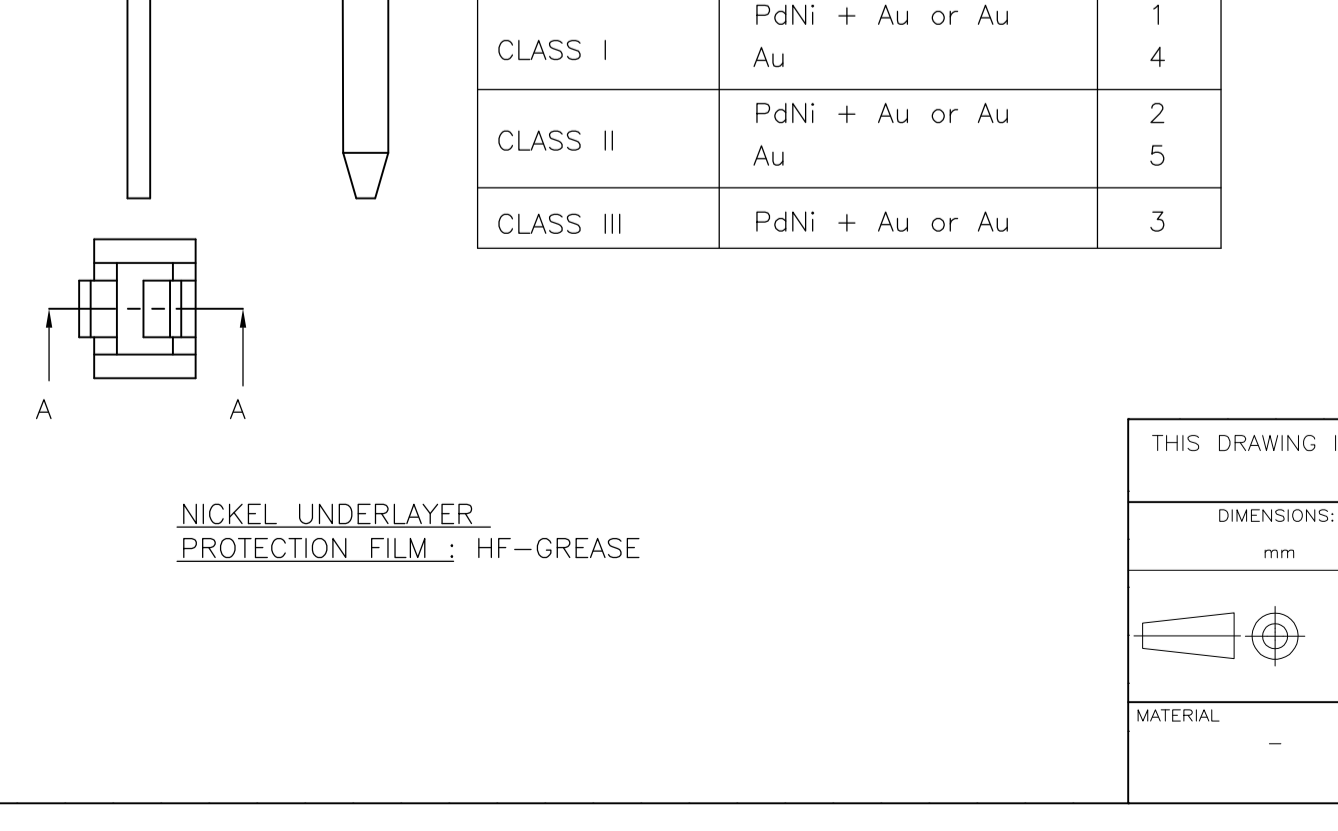 PdNi + Au or Au 1
CLASS I
Au 4
PdNi + Au or Au 2
CLASS II
Au 5
CLASS III PdNi + Au or Au 3
A A
THIS DRAWING
NICKEL UNDERLAYER
PROTECTION FILM : HF-GREASE
DIMENSIONS:
mm
MATERIAL
-